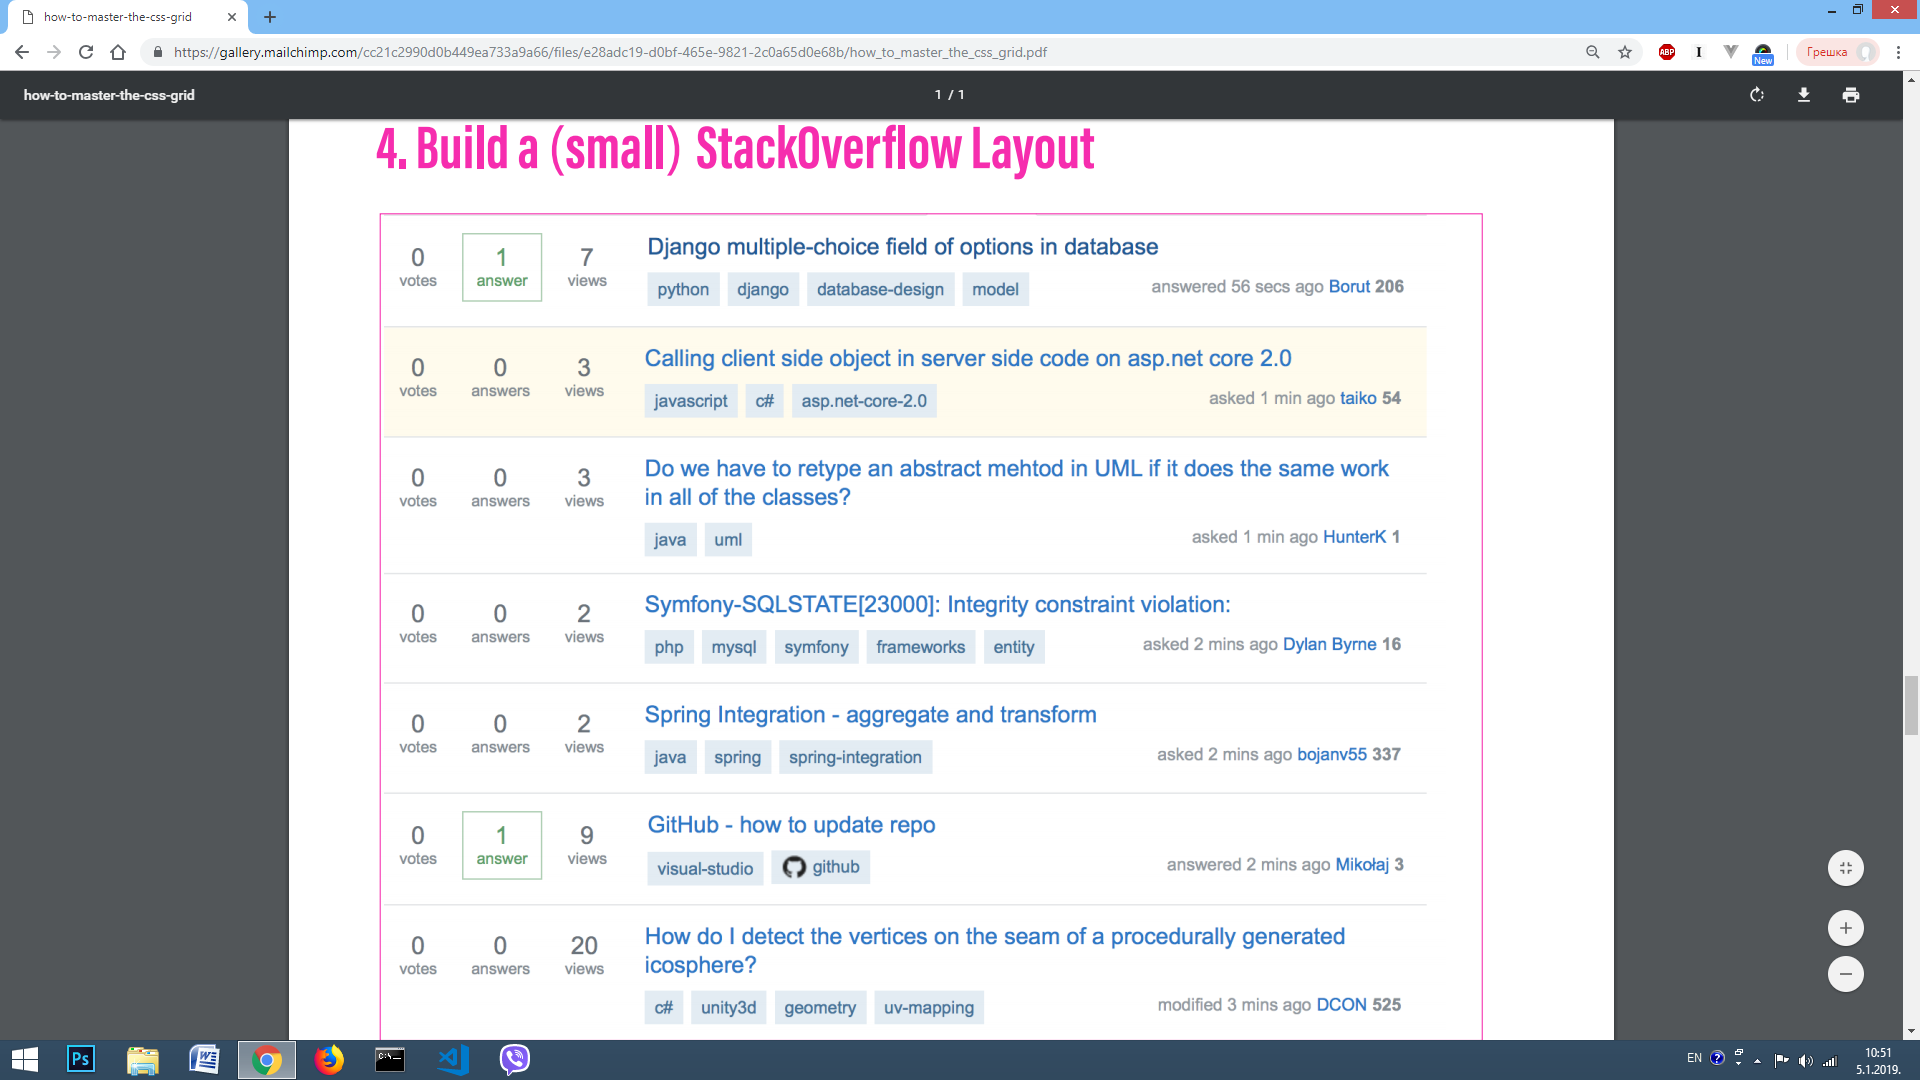 how-to-master-the-css-grid
https://gallery.mailchimp.com/cc21c2990d0b449ea733a9a66/files/e28adc19-d0bf-465e-9821-2c0a65d0e68b/how_to_master_the_css_grid.pdf
ABP
I
New
Грешка
how-to-master-the-css-grid
1 / 1
4. Build a (small) StackOverflow Layout
0 1 7 Django multiple-choice field of options in database
votes answer views
python django database-design model answered 56 secs ago Borut 206
0 0 3 Calling client side object in server side code on asp.net core 2.0
votes answers views
javascript c# asp.net-core-2.0 asked 1 min ago taiko 54
0 0 3 Do we have to retype an abstract mehtod in UML if it does the same work
votes answers views in all of the classes?
java uml asked 1 min ago HunterK 1
0 0 2 Symfony-SQLSTATE[23000]: Integrity constraint violation:
votes answers views
php mysql symfony frameworks entity asked 2 mins ago Dylan Byrne 16
0 0 2 Spring Integration - aggregate and transform
votes answers views
java spring spring-integration asked 2 mins ago bojanv55 337
0 1 9 GitHub - how to update repo
votes answer views
visual-studio github answered 2 mins ago Mikołaj 3
0 0 20 How do I detect the vertices on the seam of a procedurally generated
votes answers views icosphere?
c# unity3d geometry uv-mapping modified 3 mins ago DCON 525
Ps
W
C:\_
EN
10:51
5.1.2019.